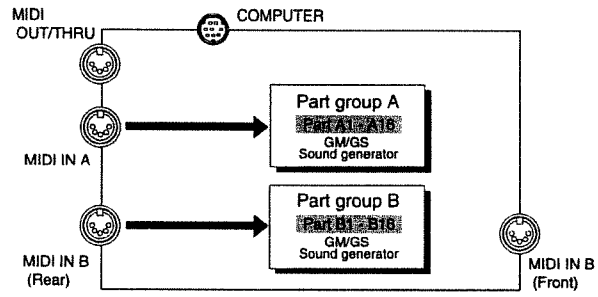 MIDI
OUT/THRU
COMPUTER
MIDI IN A
Part group A
Part A1 - A16
GM/GS
Sound generator
Part group B
Part B1 - B16
GM/GS
Sound generator
MIDI IN B
(Rear)
MIDI IN B
(Front)